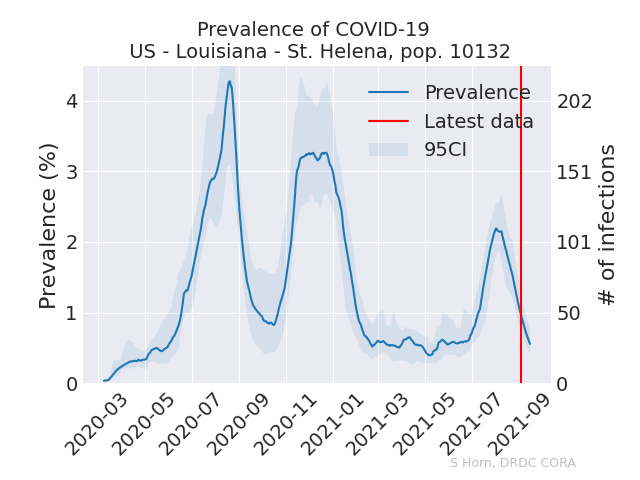 Prevalence of COVID-19
US - Louisiana - St. Helena, pop. 10132
Prevalence
Latest data
95CI
Prevalence (%)
4
3
2
1
0
202
151
101
50
0
# of infections
2020-03
2020-05
2020-07
2020-09
2020-11
2021-01
2021-03
2021-05
2021-07
2021-09
S Horn, DRDC CORA